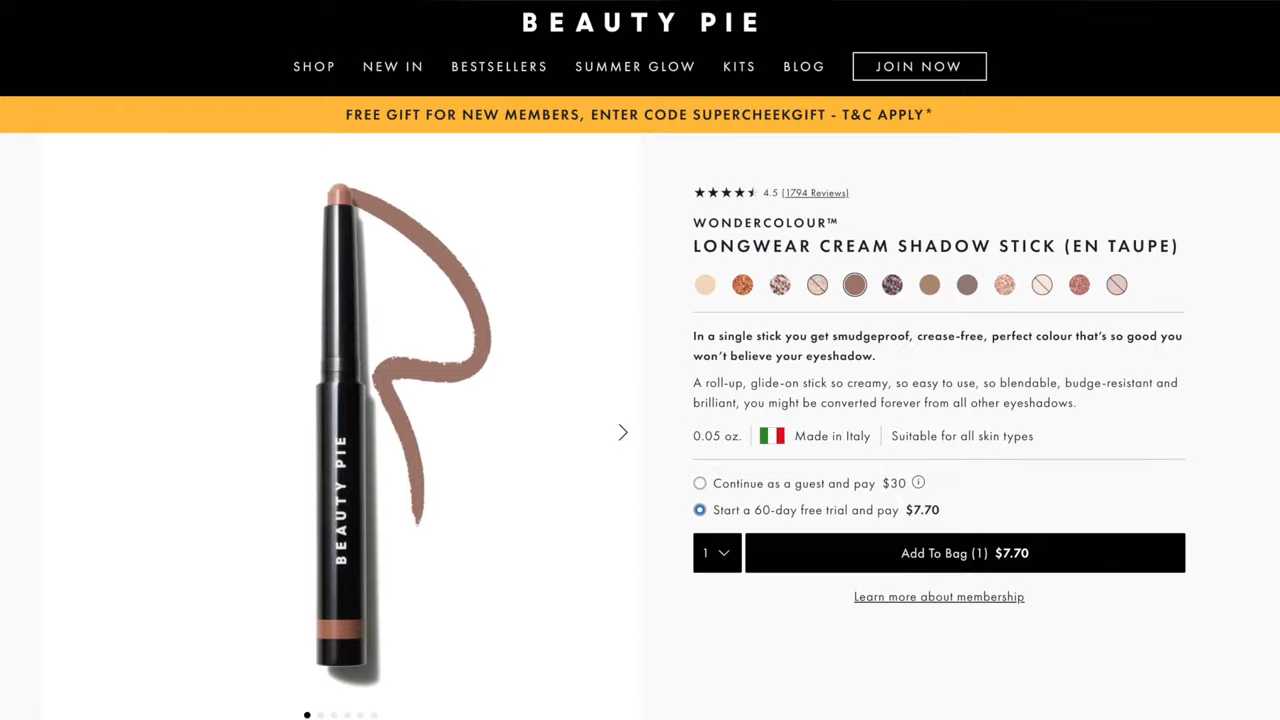 BEAUTY PIE
SHOP NEW IN BESTSELLERS SUMMER GLOW KITS BLOG JOIN NOW
FREE GIFT FOR NEW MEMBERS, ENTER CODE SUPERCHEEKGIFT - T&C APPLY*
BEAUTY PIE
4.5 (1794 Reviews)
WONDERCOLOUR™
LONGWEAR CREAM SHADOW STICK (EN TAUPE)
In a single stick you get smudgeproof, crease-free, perfect colour that's so good you
won't believe your eyeshadow.
A roll-up, glide-on stick so creamy, so easy to use, so blendable, budge-resistant and
brilliant, you might be converted forever from all other eyeshadows.
0.05 oz. Made in Italy Suitable for all skin types
Continue as a guest and pay $30
Start a 60-day free trial and pay $7.70
1 Add To Bag (1) $7.70
Learn more about membership